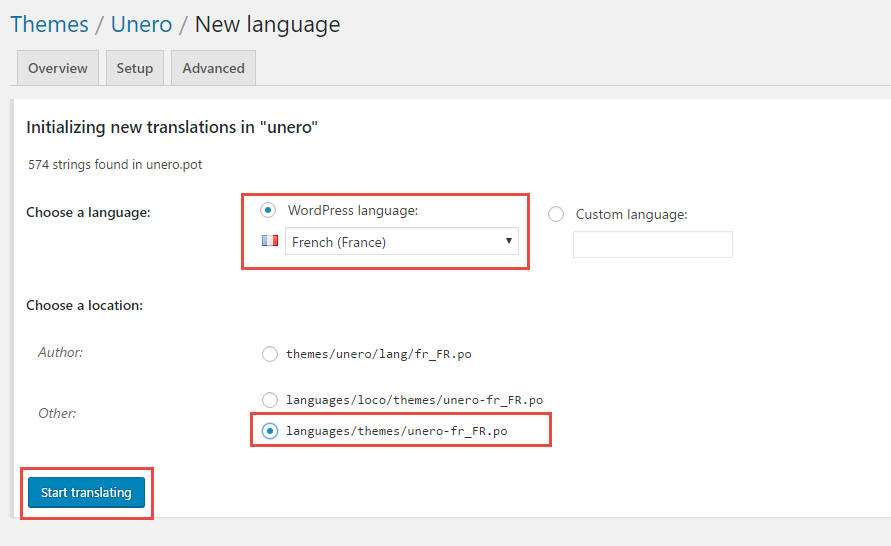 Themes / Unero / New language
Overview Setup Advanced
Initializing new translations in "unero"
574 strings found in unero.pot
Choose a language:
WordPress language:
Custom language:
French (France)
Choose a location:
Author:
themes/unero/lang/fr_FR.po
languages/loco/themes/unero-fr_FR.po
Other:
languages/themes/unero-fr_FR.po
Start translating